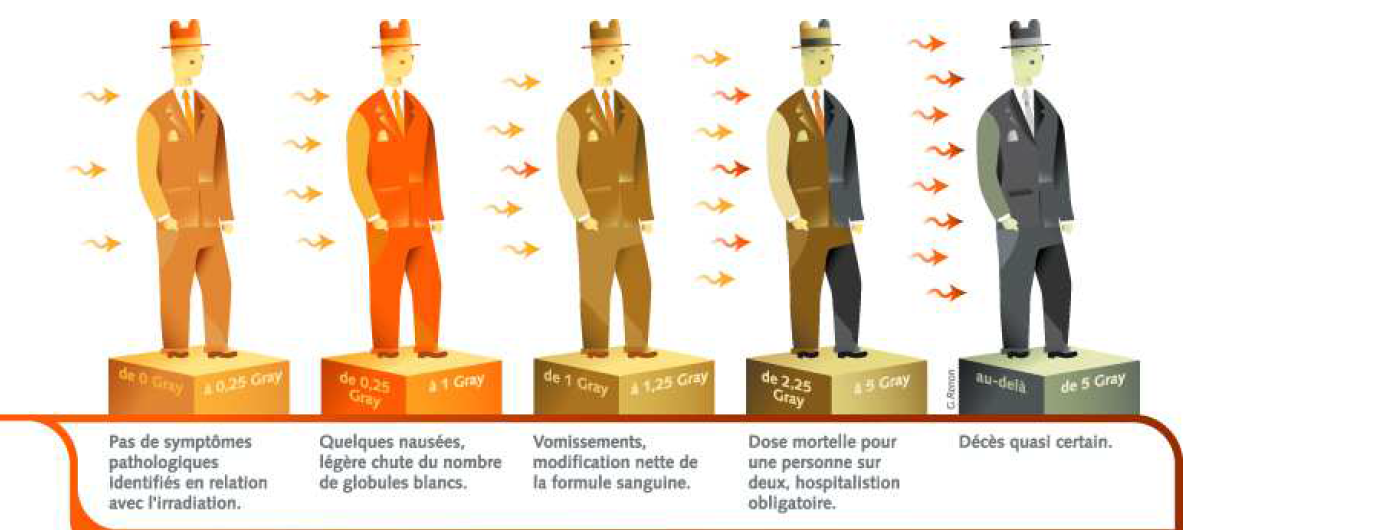 de 0 Gray
à 0,25 Gray
de 0,25
Gray
à 1 Gray
de 1 Gray
à 1,25 Gray
de 2,25
Gray
à 5 Gray
au-delà
de 5 Gray
G.Renon
Pas de symptômes
pathologiques
identifiés en relation
avec l'irradiation.
Quelques nausées,
légère chute du nombre
de globules blancs.
Vomissements,
modification nette de
la formule sanguine.
Dose mortelle pour
une personne sur
deux, hospitalistion
obligatoire.
Décès quasi certain.